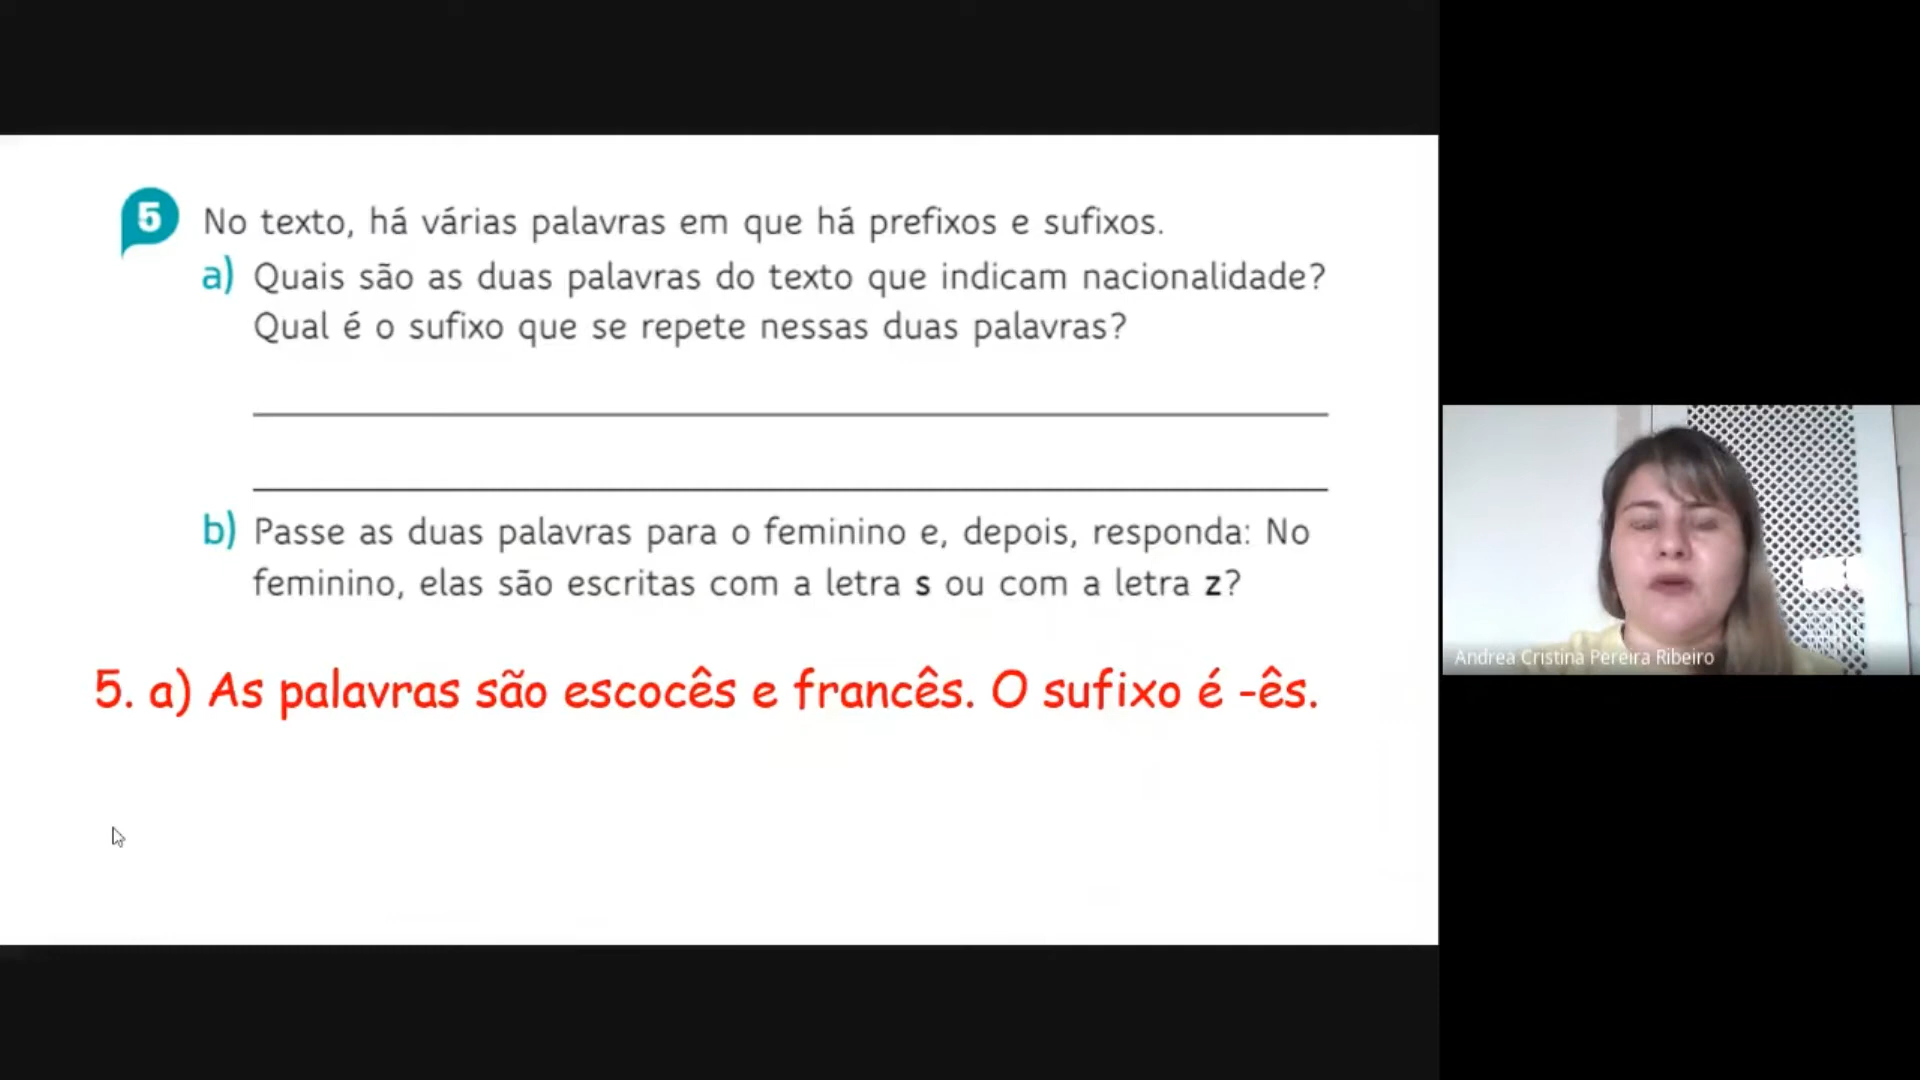 5 No texto, há várias palavras em que há prefixos e sufixos.
a) Quais são as duas palavras do texto que indicam nacionalidade?
Qual é o sufixo que se repete nessas duas palavras?
b) Passe as duas palavras para o feminino e, depois, responda: No
feminino, elas são escritas com a letra s ou com a letra z?
5. a) As palavras são escocês e francês. O sufixo é -ês.
Andrea Cristina Pereira Ribeiro